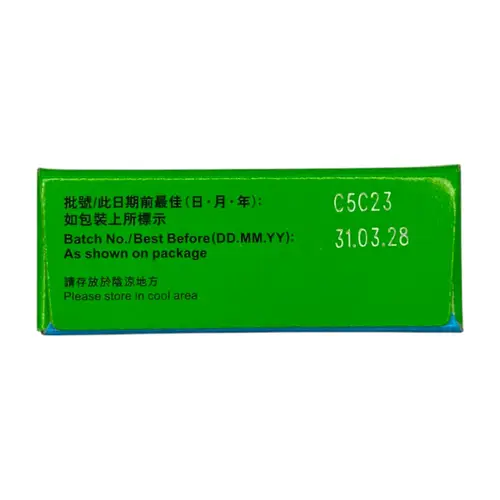 批號/此日期前最佳(日·月·年):
如包裝上所標示
Batch No./Best Before(DD.MM.YY):
As shown on package
C5C23
31.03.28
請存放於陰涼地方
Please store in cool area